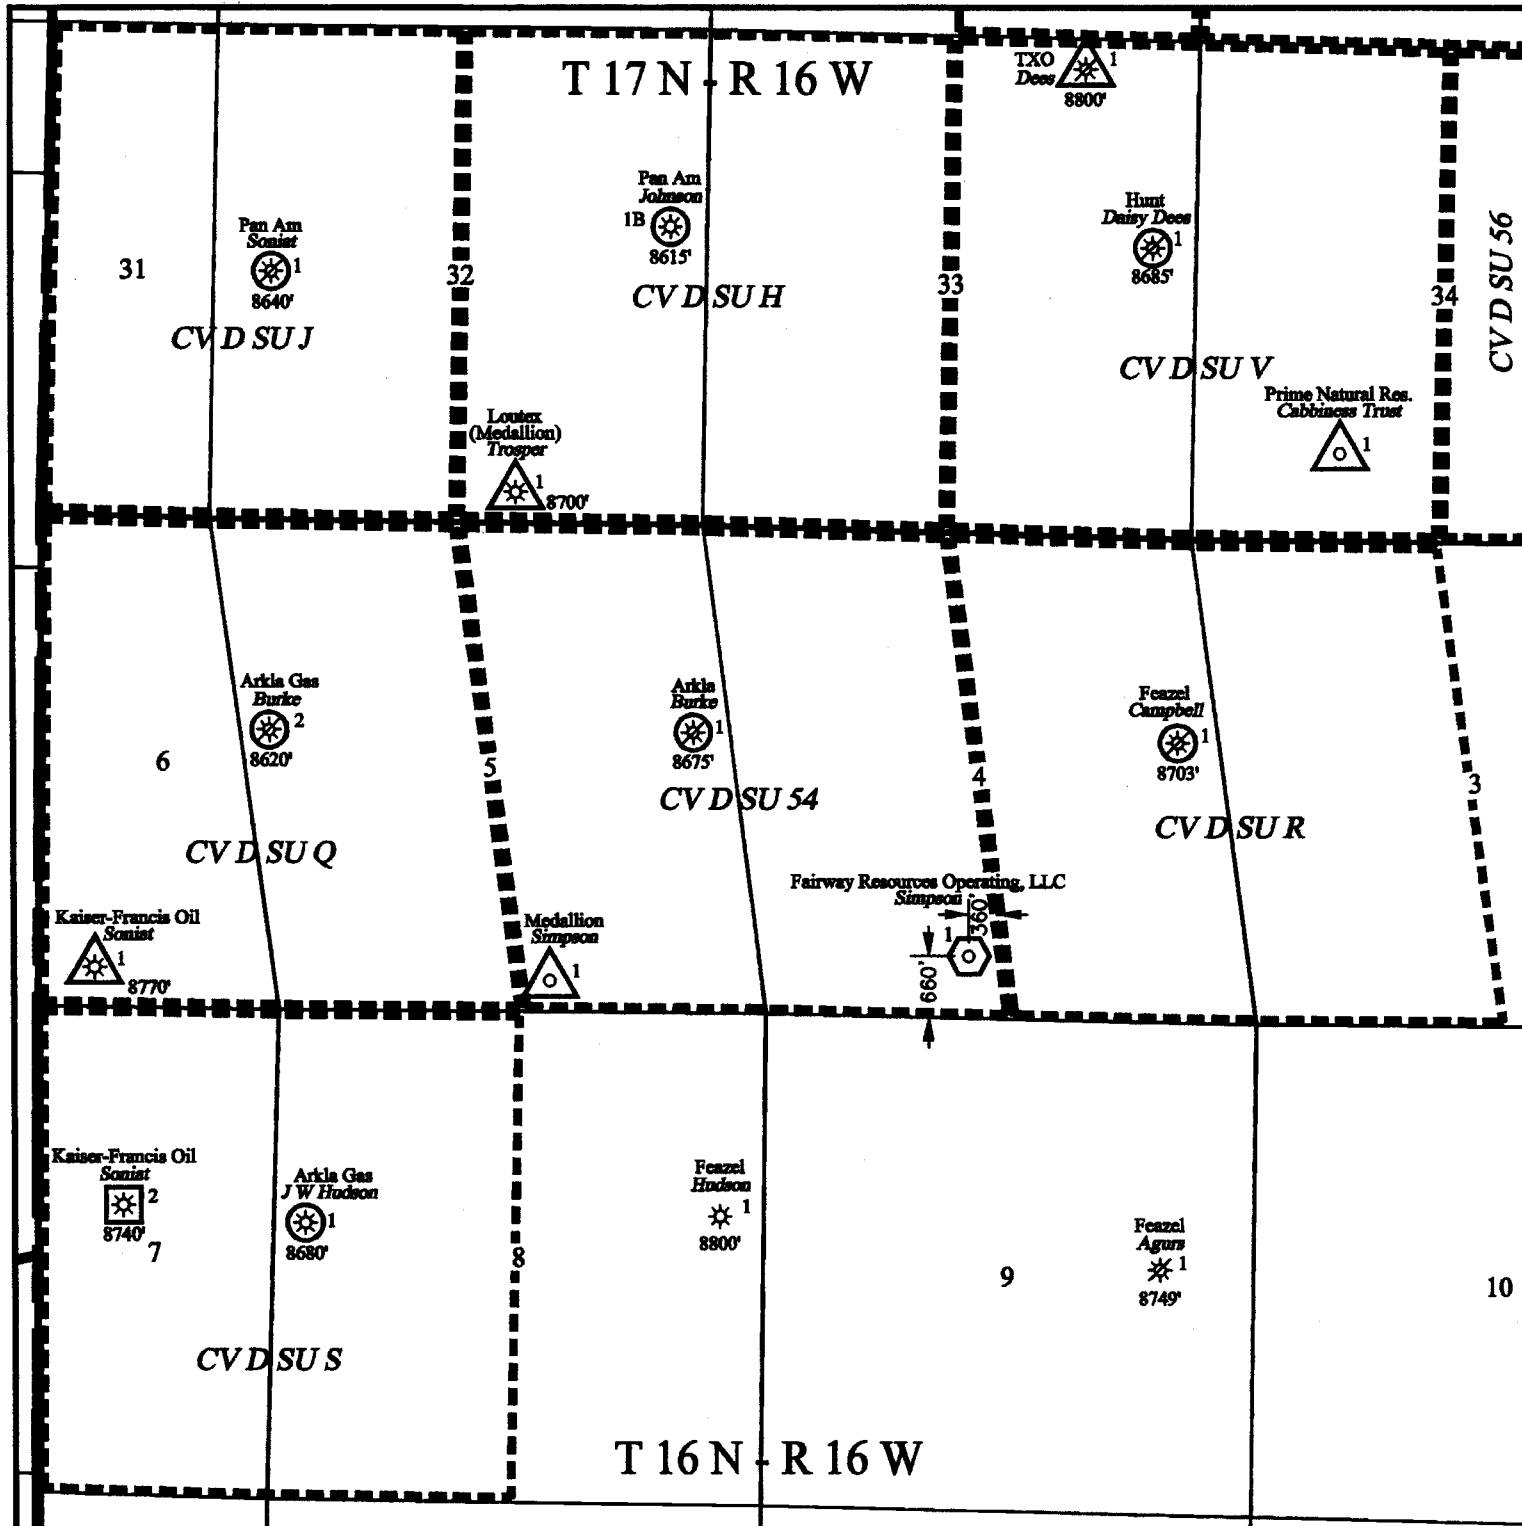 T 17 N - R 16 W
TXO
Dees
1
8800'
Pan Am
Soniat
1
8640'
31
CV D SU J
32
Pan Am
Johnson
1B
8615'
CV D SU H
33
Hunt
Daisy Dees
1
8685'
CV D SU V
34
CV D SU 56
Prime Natural Res.
Cabbiness Trust
1
Loutex
(Medallion)
Trosper
1
8700'
Arkla Gas
Burke
2
8620'
6
CV D SU Q
5
Arkla
Burke
1
8675'
CV D SU 54
4
Feazel
Campbell
1
8703'
CV D SU R
3
Kaiser-Francis Oil
Soniat
1
8770'
Medallion
Simpson
1
Fairway Resources Operating, LLC
Simpson
1
360'
660'
Kaiser-Francis Oil
Soniat
2
8740'
7
Arkla Gas
J W Hudson
1
8680'
CV D SU S
8
Feazel
Hudson
1
8800'
9
Feazel
Agurs
1
8749'
10
T 16 N - R 16 W